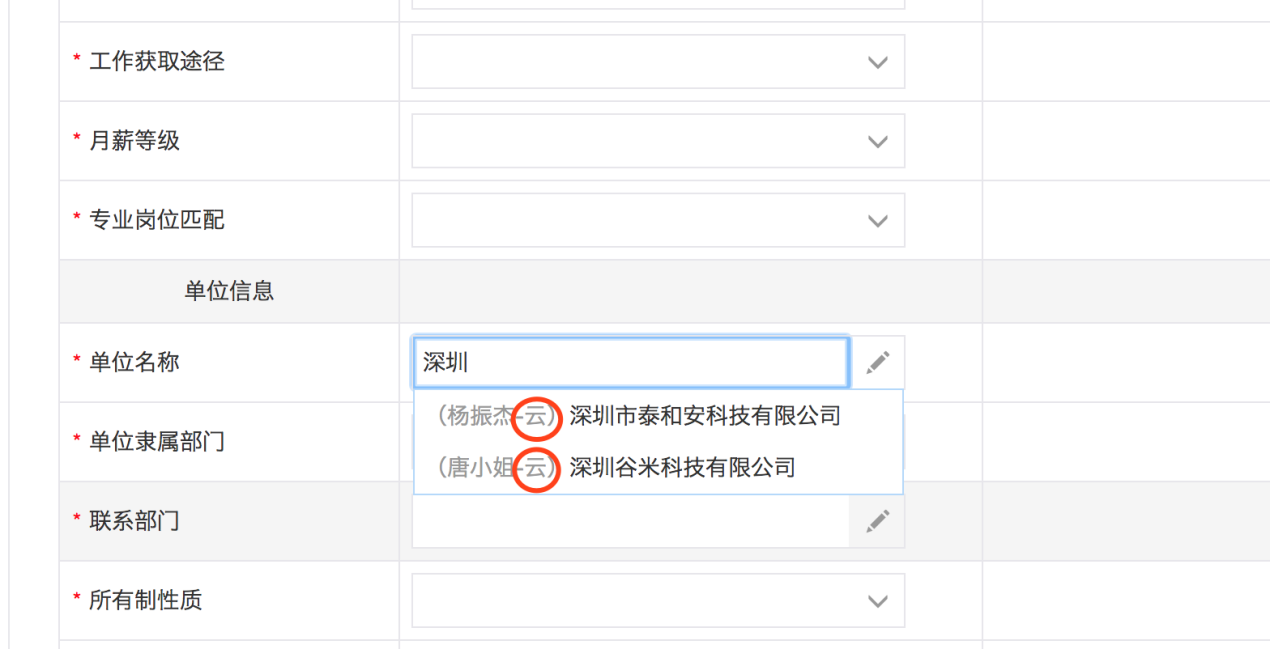 * 工作获取途径
* 月薪等级
* 专业岗位匹配
单位信息
* 单位名称
深圳
(杨振杰-云) 深圳市泰和安科技有限公司
* 单位隶属部门
(唐小姐-云) 深圳谷米科技有限公司
* 联系部门
* 所有制性质